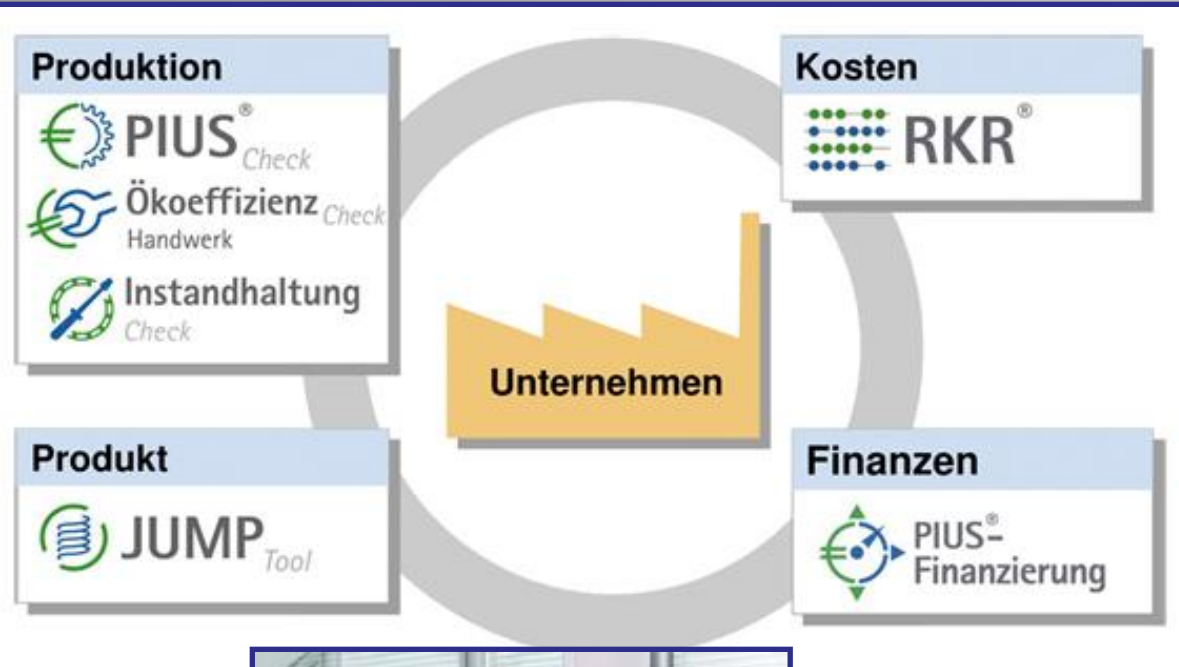 Produktion
PIUS® Check
Ökoeffizienz Check
Handwerk
Instandhaltung
Check
Kosten
RKR®
Unternehmen
Produkt
JUMP Tool
Finanzen
PIUS®-
Finanzierung